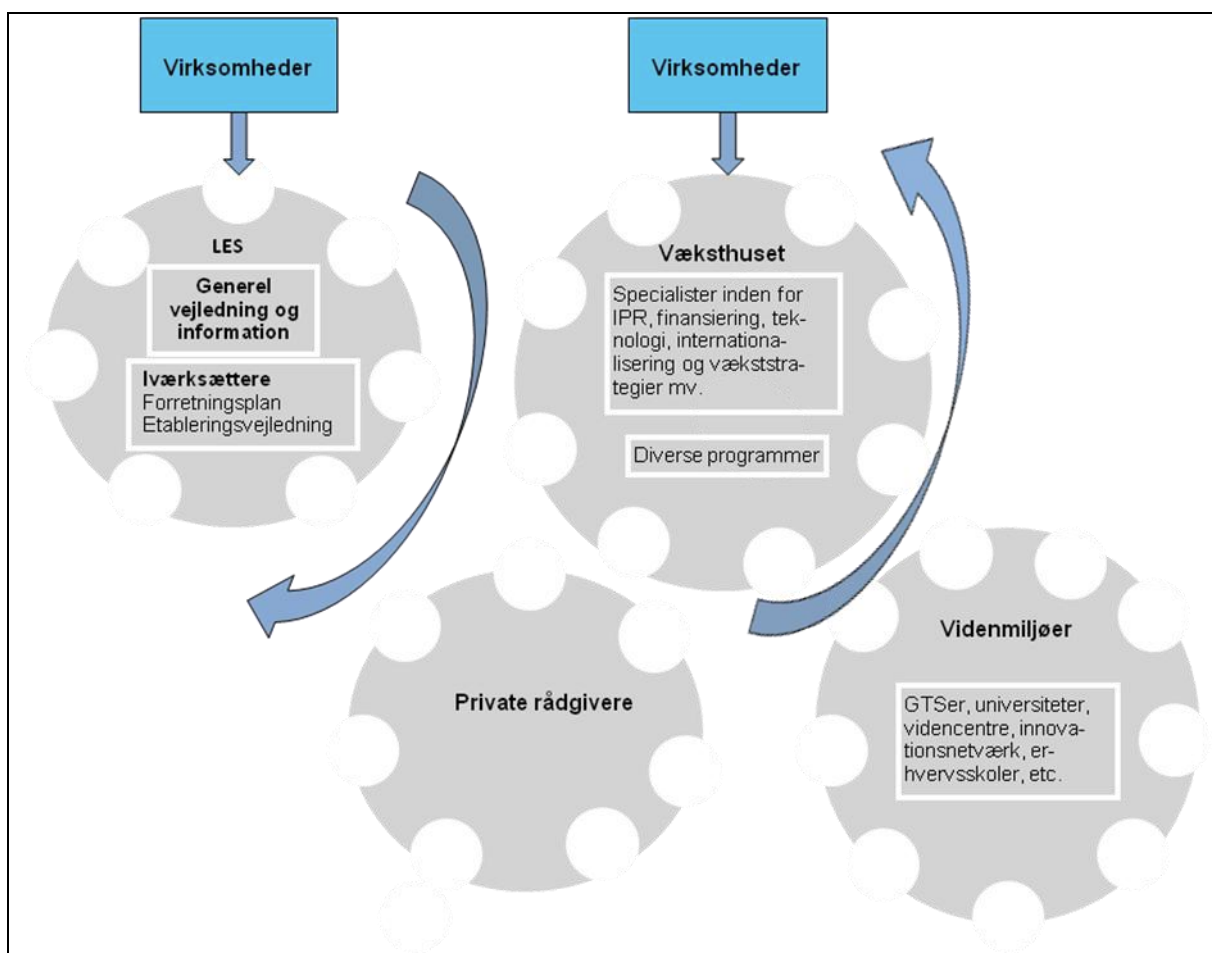 Virksomheder
Virksomheder
LES
Generel
vejledning og
information
Iværksættere
Forretningsplan
Etableringsvejledning
Væksthuset
Specialister inden for
IPR, finansiering, tek-
nologi, internationa-
lisering og vækststra-
tegier mv.
Diverse programmer
Private rådgivere
Videnmiljøer
GTSer, universiteter,
videncentre, innova-
tionsnetværk, er-
hvervsskoler, etc.